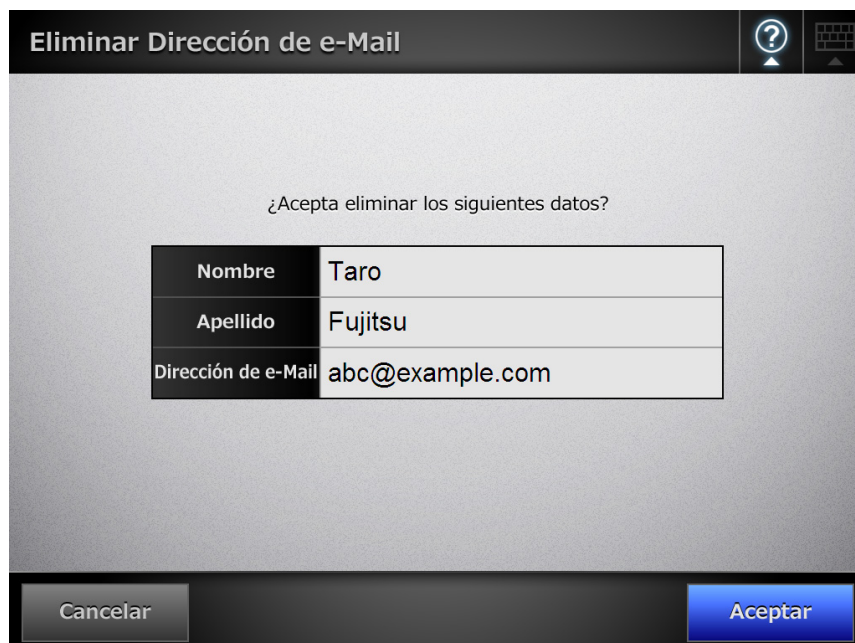 Eliminar Dirección de e-Mail
¿Acepta eliminar los siguientes datos?
Nombre Taro
Apellido Fujitsu
Dirección de e-Mail abc@example.com
Cancelar Aceptar